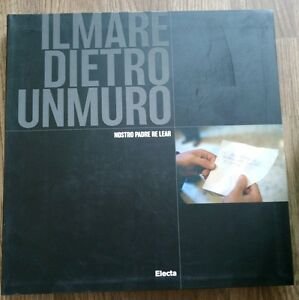 ILMARE
DIETRO
UNMURO
NOSTRO PADRE RE LEAR
Electa